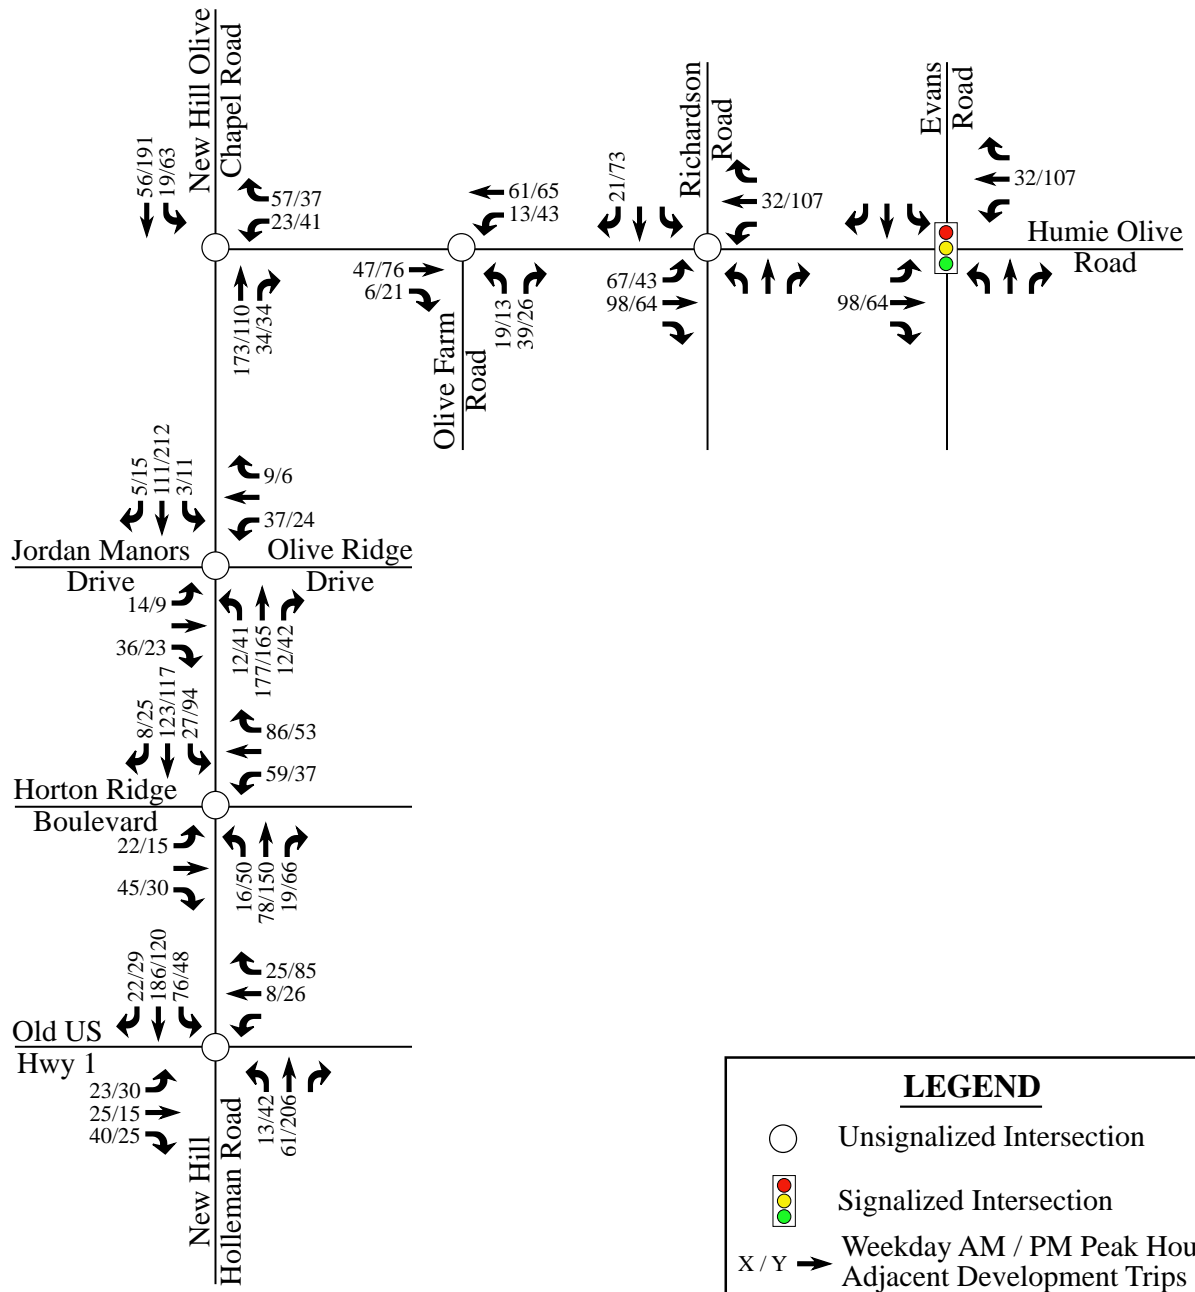 New Hill Olive
Chapel Road
56/191
19/63
57/37
23/41
173/110
34/34
61/65
13/43
47/76
6/21
19/13
39/26
Olive Farm
Road
Richardson
Road
21/73
32/107
67/43
98/64
Evans
Road
32/107
98/64
Humie Olive
Road
5/15
111/212
3/11
9/6
37/24
Jordan Manors
Drive
Olive Ridge
Drive
14/9
36/23
12/41
177/165
12/42
8/25
123/117
27/94
86/53
59/37
Horton Ridge
Boulevard
22/15
45/30
16/50
78/150
19/66
22/29
186/120
76/48
25/85
8/26
Old US
Hwy 1
23/30
25/15
40/25
13/42
61/206
New Hill
Holleman Road
LEGEND
Unsignalized Intersection
Signalized Intersection
X / Y
Weekday AM / PM Peak Hou
Adjacent Development Trips